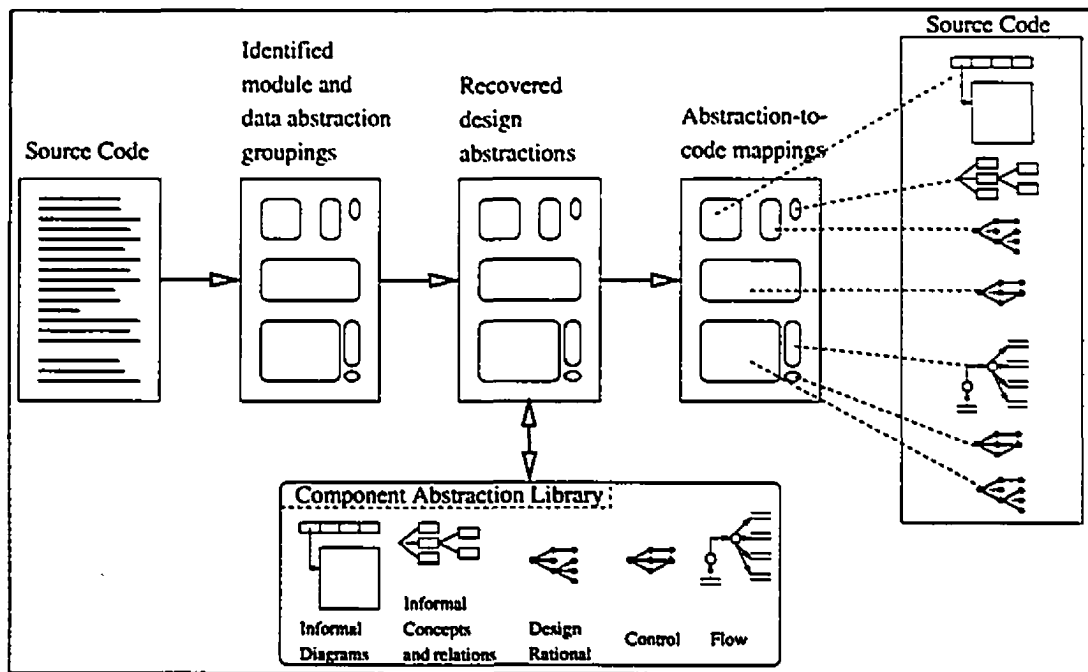 Source Code
Identified
module and
data abstraction
groupings
Recovered
design
abstractions
Abstraction-to-
code mappings
Source Code
Component Abstraction Library
Informal
Diagrams
Informal
Concepts
and relations
Design
Rational
Control
Flow